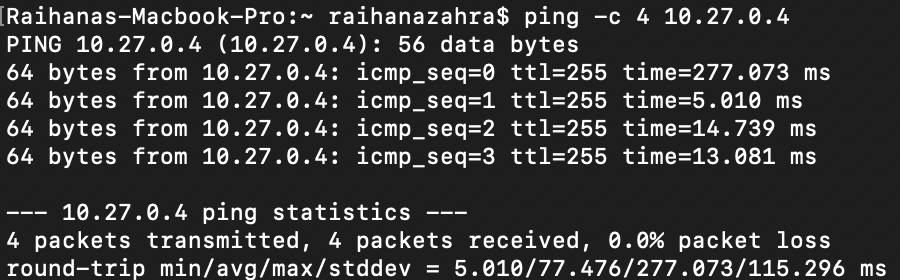 [Raihanas-Macbook-Pro:~ raihanazahra$ ping -c 4 10.27.0.4
PING 10.27.0.4 (10.27.0.4): 56 data bytes
64 bytes from 10.27.0.4: icmp_seq=0 ttl=255 time=277.073 ms
64 bytes from 10.27.0.4: icmp_seq=1 ttl=255 time=5.010 ms
64 bytes from 10.27.0.4: icmp_seq=2 ttl=255 time=14.739 ms
64 bytes from 10.27.0.4: icmp_seq=3 ttl=255 time=13.081 ms
--- 10.27.0.4 ping statistics ---
4 packets transmitted, 4 packets received, 0.0% packet loss
round-trip min/avg/max/stddev = 5.010/77.476/277.073/115.296 ms